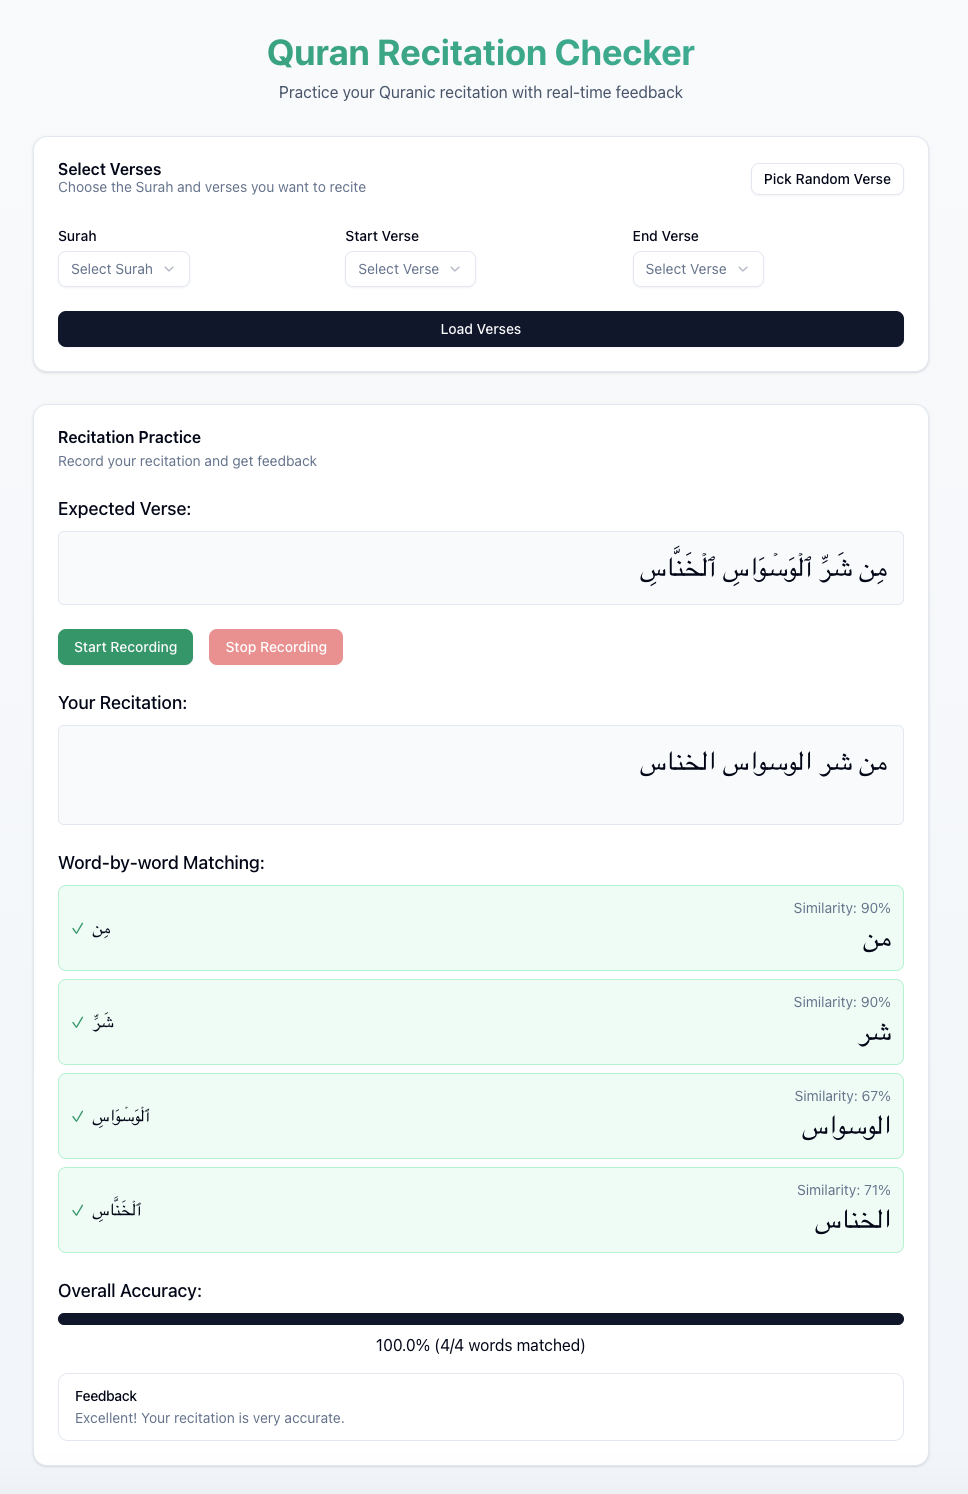 Quran Recitation Checker
Practice your Quranic recitation with real-time feedback
Select Verses
Choose the Surah and verses you want to recite
Pick Random Verse
Surah
Start Verse
End Verse
Select Surah
Select Verse
Select Verse
Load Verses
Recitation Practice
Record your recitation and get feedback
Expected Verse:
مِن شَرِّ ٱلْوَسْوَاسِ ٱلْخَنَّاسِ
Start Recording
Stop Recording
Your Recitation:
من شر الوسواس الخناس
Word-by-word Matching:
Similarity: 90%
✓ مِن
من
Similarity: 90%
✓ شَرِّ
شر
Similarity: 67%
✓ ٱلْوَسْوَاسِ
الوسواس
Similarity: 71%
✓ ٱلْخَنَّاسِ
الخناس
Overall Accuracy:
100.0% (4/4 words matched)
Feedback
Excellent! Your recitation is very accurate.